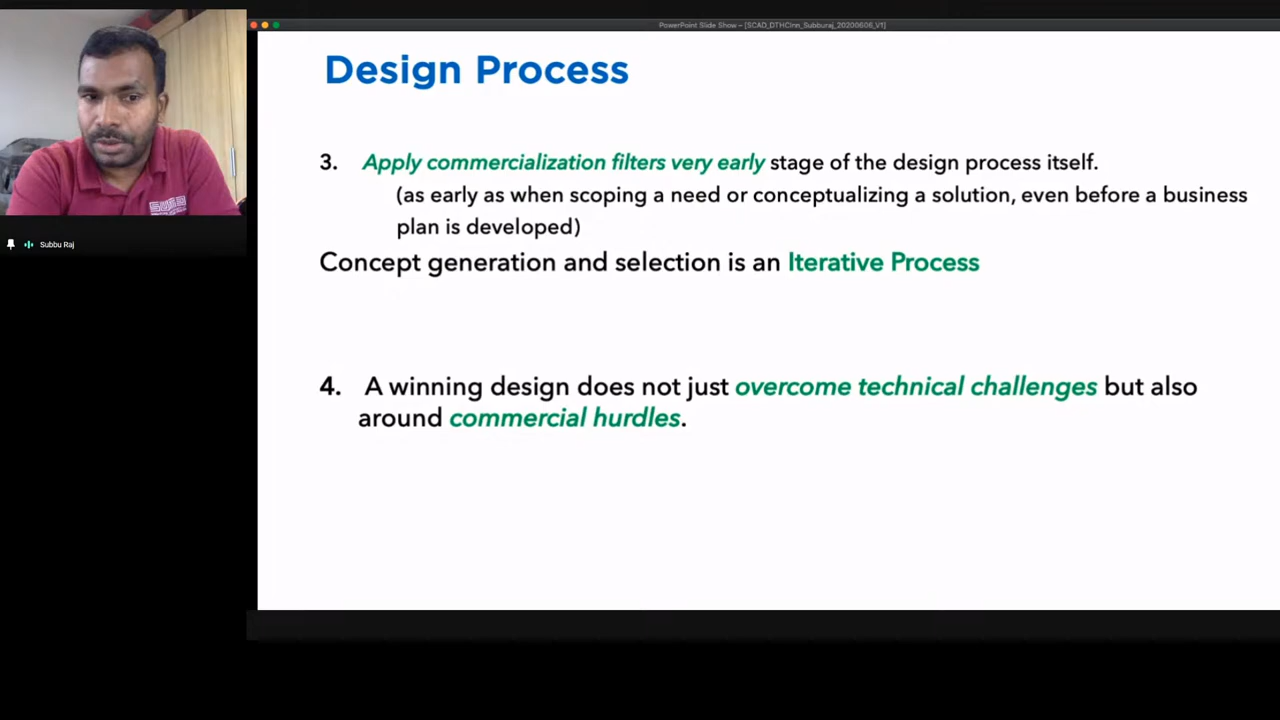 PowerPoint Slide Show – [SCAD_DTHCInn_Subburaj_20200606_V1]
Design Process
3. Apply commercialization filters very early stage of the design process itself.
(as early as when scoping a need or conceptualizing a solution, even before a business
plan is developed)
Concept generation and selection is an Iterative Process
4. A winning design does not just overcome technical challenges but also
around commercial hurdles.
Subbu Raj